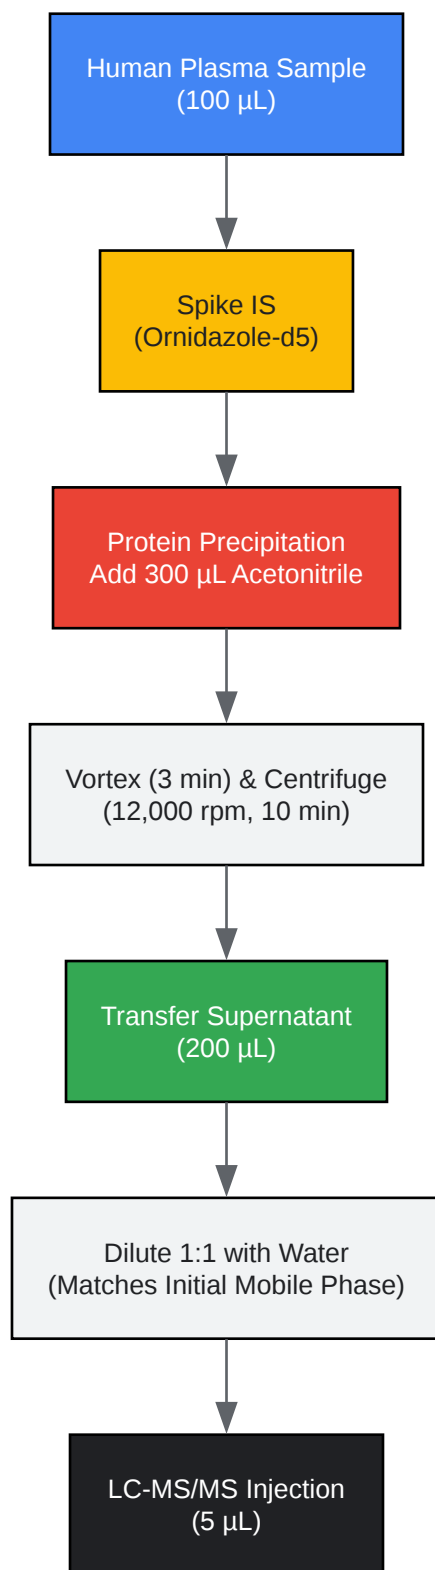 Human Plasma Sample
(100 µL)
Spike IS
(Ornidazole-d5)
Protein Precipitation
Add 300 µL Acetonitrile
Vortex (3 min) & Centrifuge
(12,000 rpm, 10 min)
Transfer Supernatant
(200 µL)
Dilute 1:1 with Water
(Matches Initial Mobile Phase)
LC-MS/MS Injection
(5 µL)